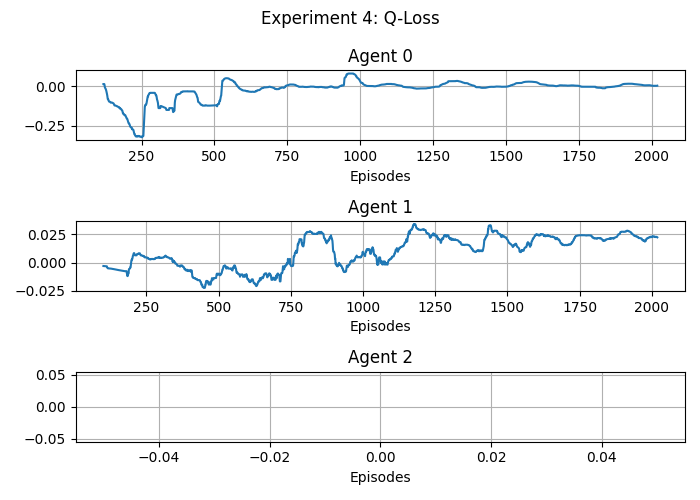 Experiment 4: Q-Loss
Agent 0
0.00
−0.25
250 500 750 1000 1250 1500 1750 2000
Episodes
Agent 1
0.025
0.000
−0.025
250 500 750 1000 1250 1500 1750 2000
Episodes
Agent 2
0.05
0.00
−0.05
−0.04 −0.02 0.00 0.02 0.04
Episodes